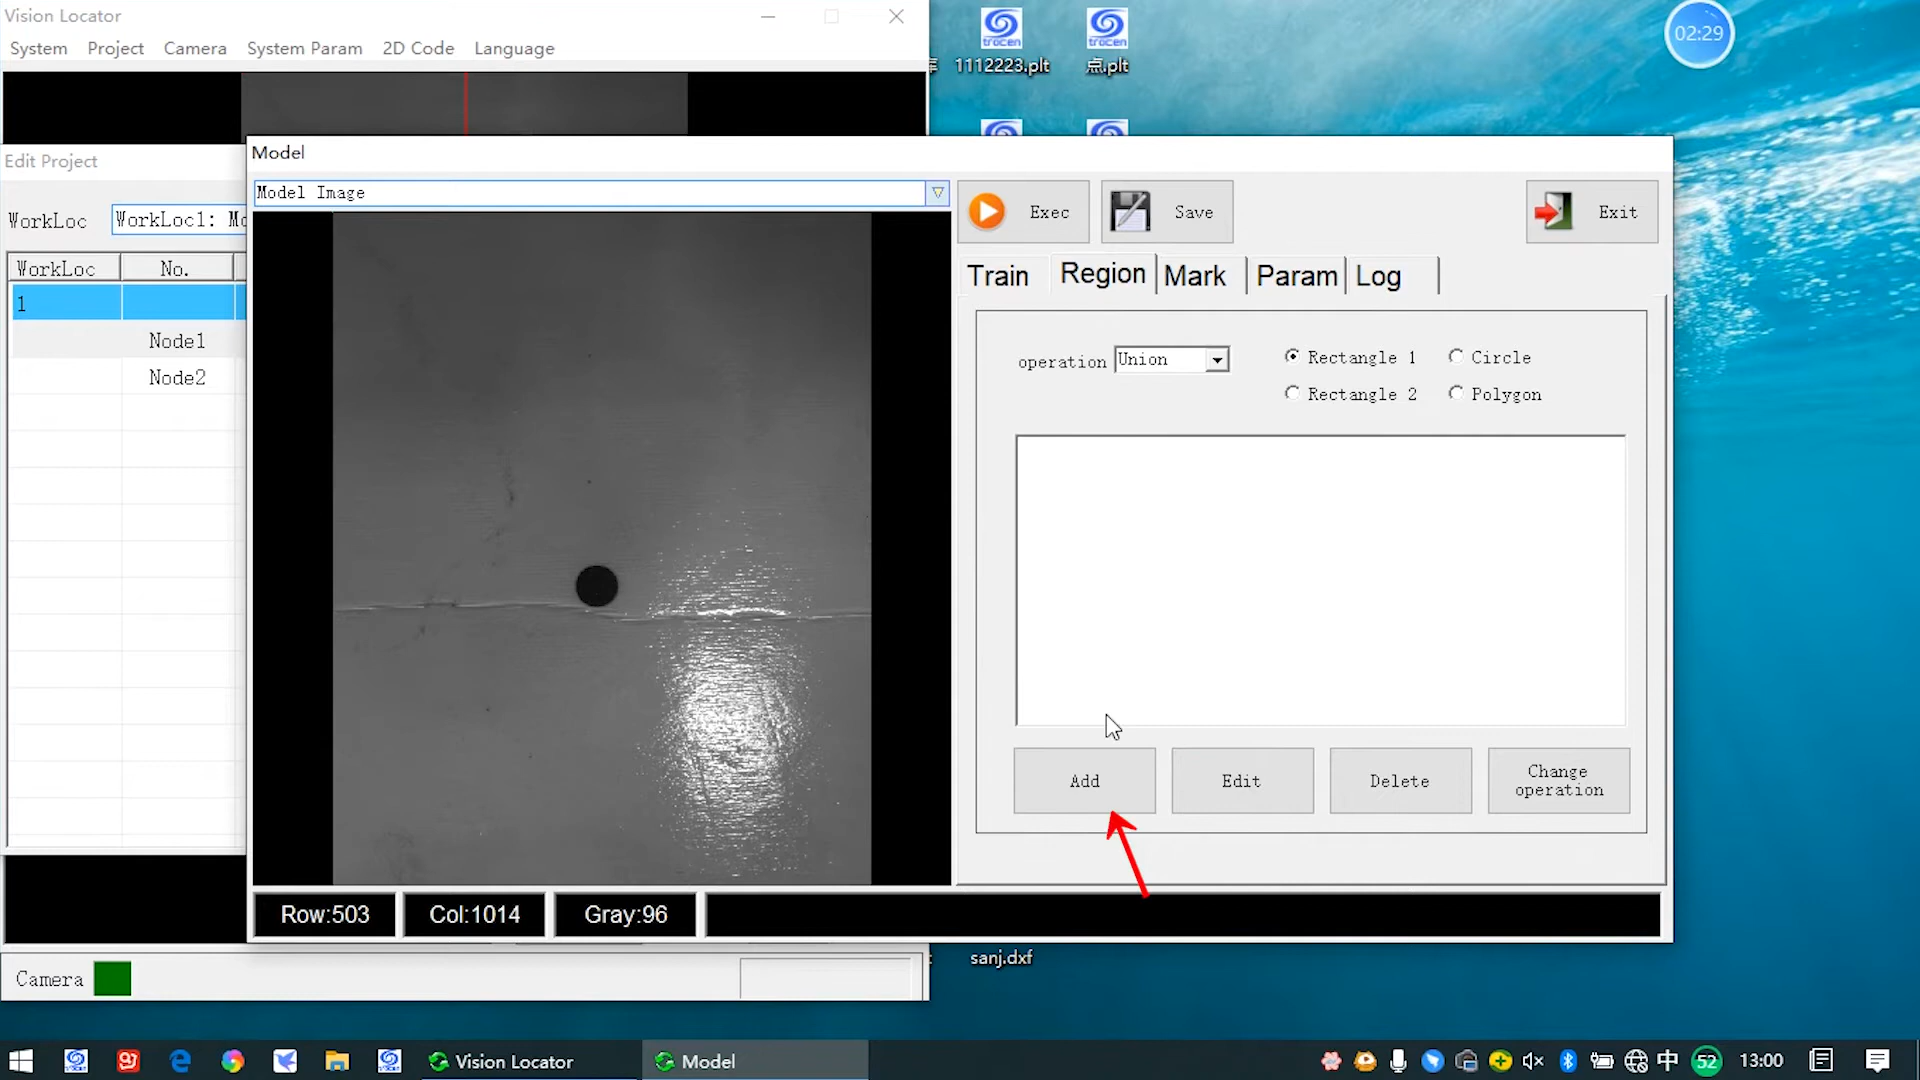 Vision Locator
System Project Camera System Param 2D Code Language
1112223.plt
点.plt
02:29
Edit Project
WorkLoc WorkLoc1: Mo
WorkLoc No.
1
Node1
Node2
Model
Model Image
Exec Save Exit
Train Region Mark Param Log
operation Union Rectangle 1 Circle
Rectangle 2 Polygon
Add Edit Delete Change operation
Row:503 Col:1014 Gray:96
sanj.dxf
Camera
Vision Locator Model
中 52 13:00